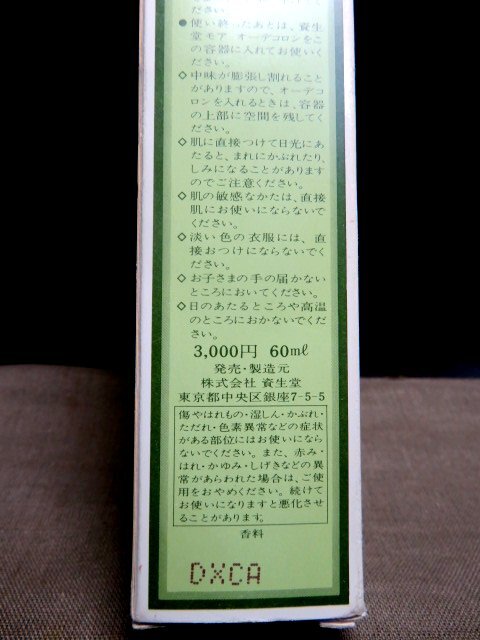 ださい。
● 使い終ったあとは、資生
堂モア オーデコロンをこ
の容器に入れてお使いく
ださい。
◇ 中味が膨張し割れること
がありますので、オーデコ
ロンを入れるときは、容器
の上部に空間を残してく
ださい。
◇ 肌に直接つけて日光にあ
たると、まれにかぶれたり、
しみになることがあります
のでご注意ください。
◇ 肌の敏感なかたは、直接
肌にお使いにならないで
ください。
◇ 淡い色の衣服には、直
接おつけにならないでく
ださい。
◇ お子さまの手の届かない
ところにおいてください。
◇ 日のあたるところや高温
のところにおかないでくだ
さい。
3,000円 60mℓ
発売・製造元
株式会社 資生堂
東京都中央区銀座7-5-5
傷やはれもの・湿しん・かぶれ・
ただれ・色素異常などの症状
がある部位にはお使いになら
ないでください。また、赤み・
はれ・かゆみ・しげきなどの異
常があらわれた場合は、ご使
用をおやめください。続けて
お使いになりますと悪化させ
ることがあります。
香料
DXCA